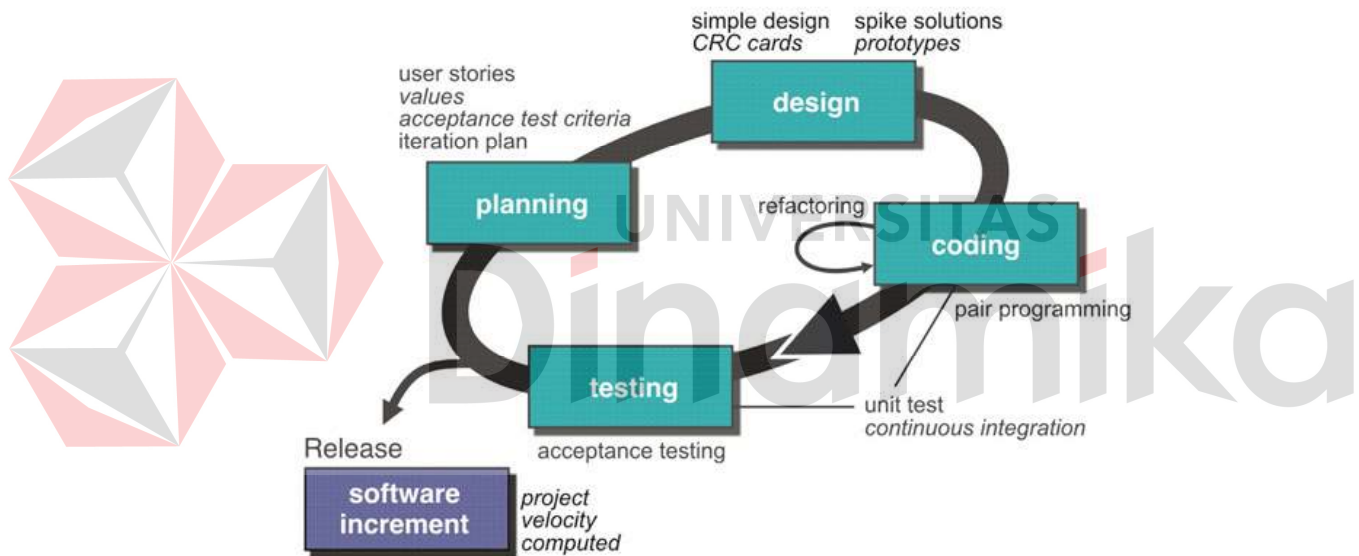 simple design
CRC cards
spike solutions
prototypes
user stories
values
acceptance test criteria
iteration plan
design
planning
refactoring
UNIVERSITAS
Dinamika
coding
pair programming
testing
unit test
continuous integration
acceptance testing
Release
software
increment
project
velocity
computed